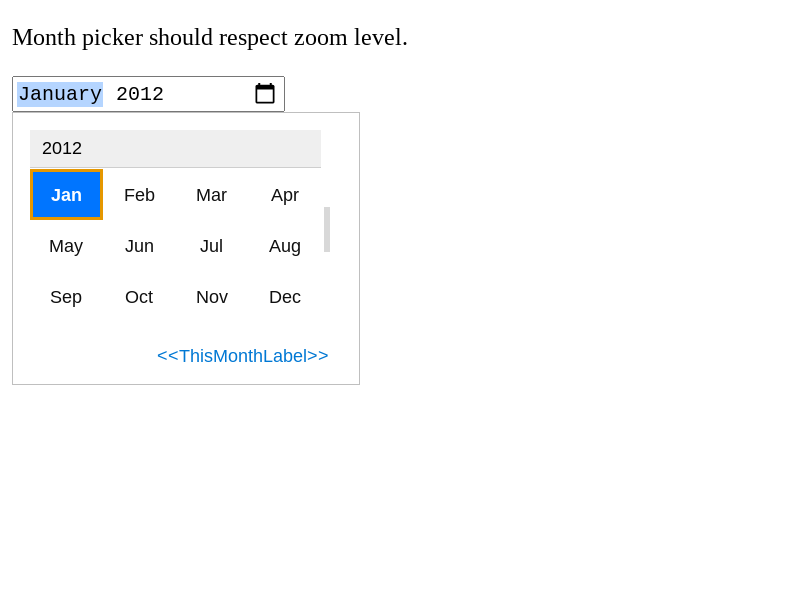 Month picker should respect zoom level.
January 2012
2012
Jan Feb Mar Apr
May Jun Jul Aug
Sep Oct Nov Dec
<<ThisMonthLabel>>